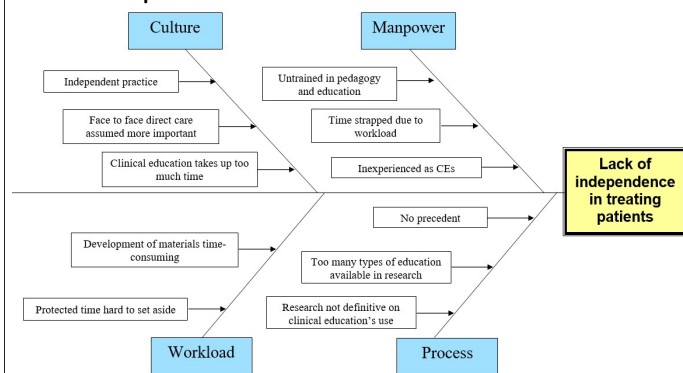 Culture
Manpower
Independent practice
Face to face direct care
assumed more important
Clinical education takes up too
much time
Untrained in pedagogy
and education
Time strapped due to
workload
Inexperienced as CEs
Lack of
independence
in treating
patients
Development of materials time-
consuming
Protected time hard to set aside
No precedent
Too many types of education
available in research
Research not definitive on
clinical education's use
Workload
Process